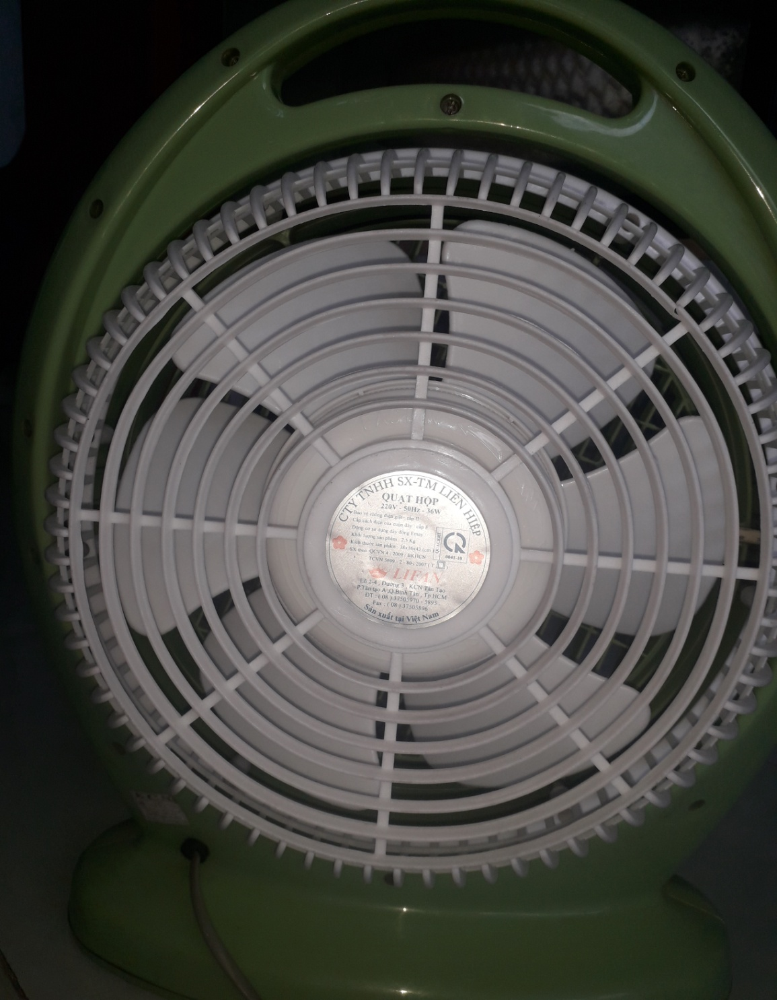 CTY TNHH SX-TM LIÊN HIỆP
QUẠT HỘP
220V - 50Hz - 36W
Bảo vệ chống điện giật : cấp II
Cấp cách điện của cuộn dây : cấp E
Động cơ sử dụng dây đồng Emay
Khối lượng sản phẩm : 2,5 Kg
Kích thước sản phẩm : 38x16x43 (cm)
SX theo QCVN 4 : 2009 / BKHCN
TCVN 5699 - 2 - 80 : 2007 ( T )
CERT
0041-10
LIFAN
Lô 2-4 , Đường 3 , KCN Tân Tạo
P.Tân tạo A ,Q.Bình Tân , Tp HCM
ĐT : ( 08 ) 37505970 - 5895
Fax : ( 08 ) 37505896
Sản xuất tại Việt Nam